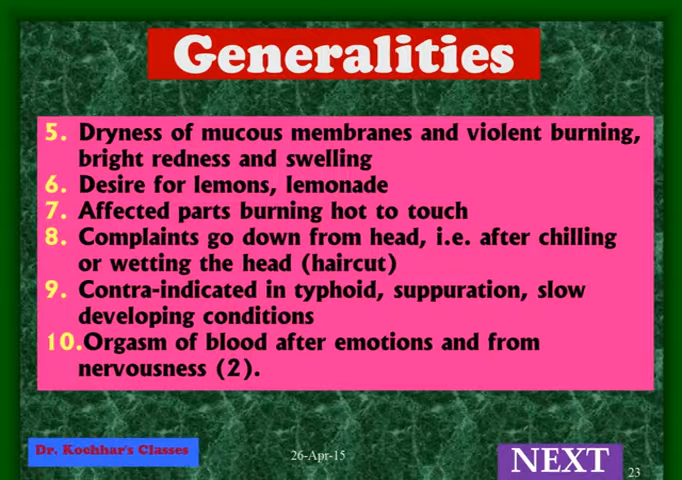 Generalities
5. Dryness of mucous membranes and violent burning,
bright redness and swelling
6. Desire for lemons, lemonade
7. Affected parts burning hot to touch
8. Complaints go down from head, i.e. after chilling
or wetting the head (haircut)
9. Contra-indicated in typhoid, suppuration, slow
developing conditions
10.Orgasm of blood after emotions and from
nervousness (2).
Dr. Kochhar's Classes
26-Apr-15
NEXT
23